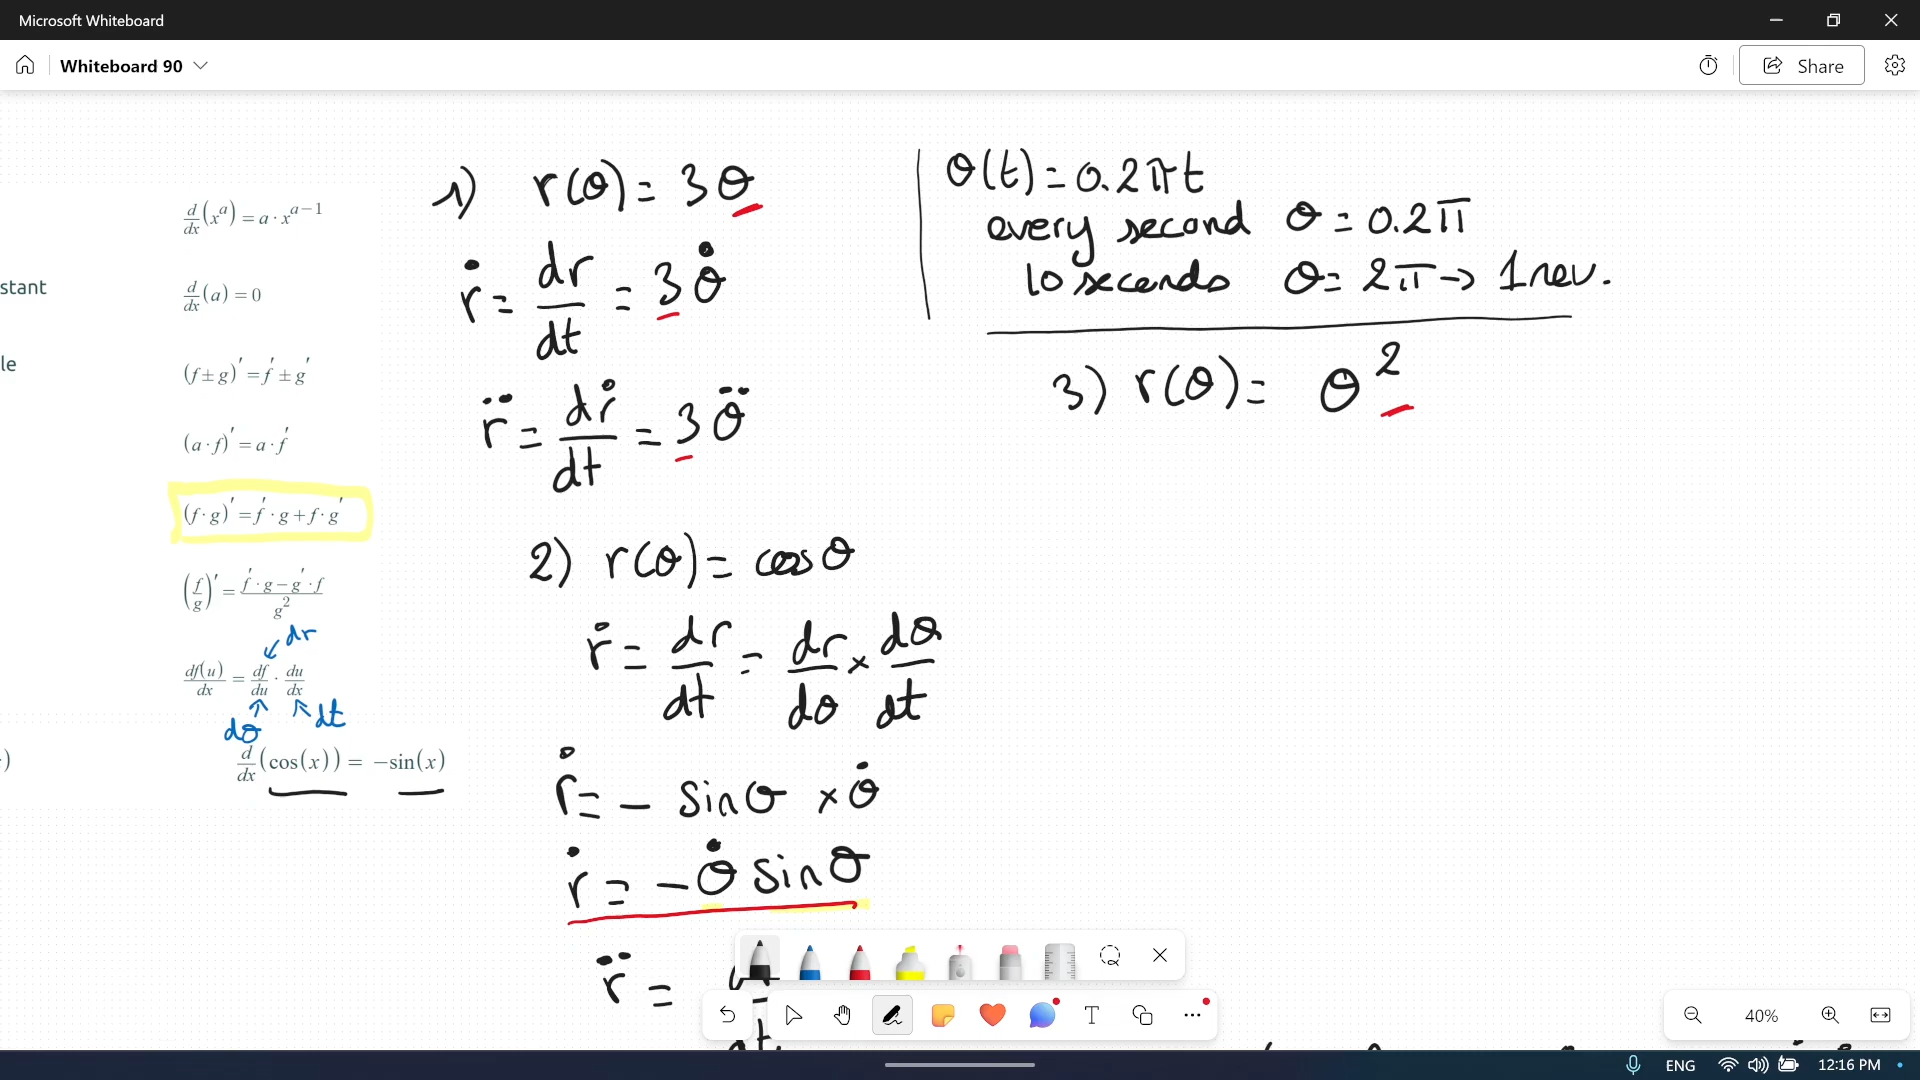 Microsoft Whiteboard
Whiteboard 90
Share
stant
le
)
d/dx (x^a) = a · x^(a−1)
d/dx (a) = 0
(f ± g)′ = f′ ± g′
(a · f)′ = a · f′
(f · g)′ = f′ · g + f · g′
(f/g)′ = (f′ · g − g′ · f)/g²
dr
df(u)/dx = df/du · du/dx
dθ dt
d/dx (cos(x)) = −sin(x)
1) r(θ) = 3θ
ṙ = dr/dt = 3θ̇
r̈ = dṙ/dt = 3θ̈
2) r(θ) = cosθ
ṙ = dr/dt = dr/dθ × dθ/dt
ṙ = − sinθ × θ̇
ṙ = −θ̇ sinθ
r̈ =
θ(t) = 0.2πt
every second θ = 0.2π
10 seconds θ = 2π → 1 rev.
3) r(θ) = θ²
40%
ENG
12:16 PM